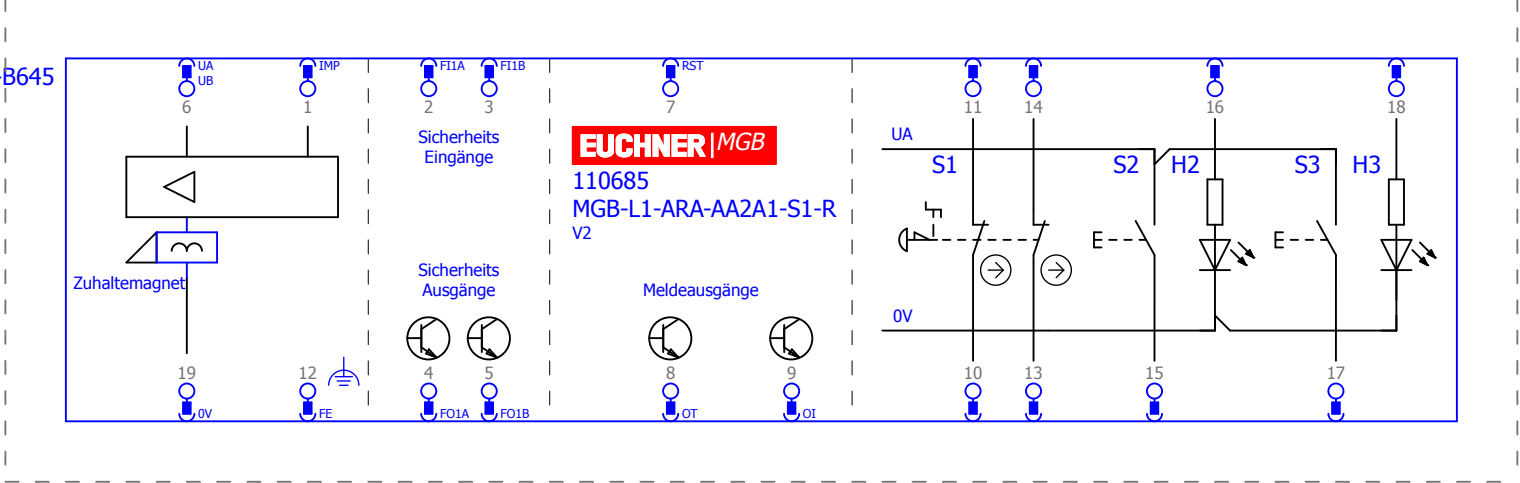 -B645
UA
UB
IMP
FI1A
FI1B
RST
6
1
2
3
7
11
14
16
18
Sicherheits
Eingänge
EUCHNER|MGB
110685
MGB-L1-ARA-AA2A1-S1-R
V2
UA
S1
S2
H2
S3
H3
Zuhaltemagnet
Sicherheits
Ausgänge
Meldeausgänge
0V
19
12
4
5
8
9
10
13
15
17
0V
FE
FO1A
FO1B
OT
OI